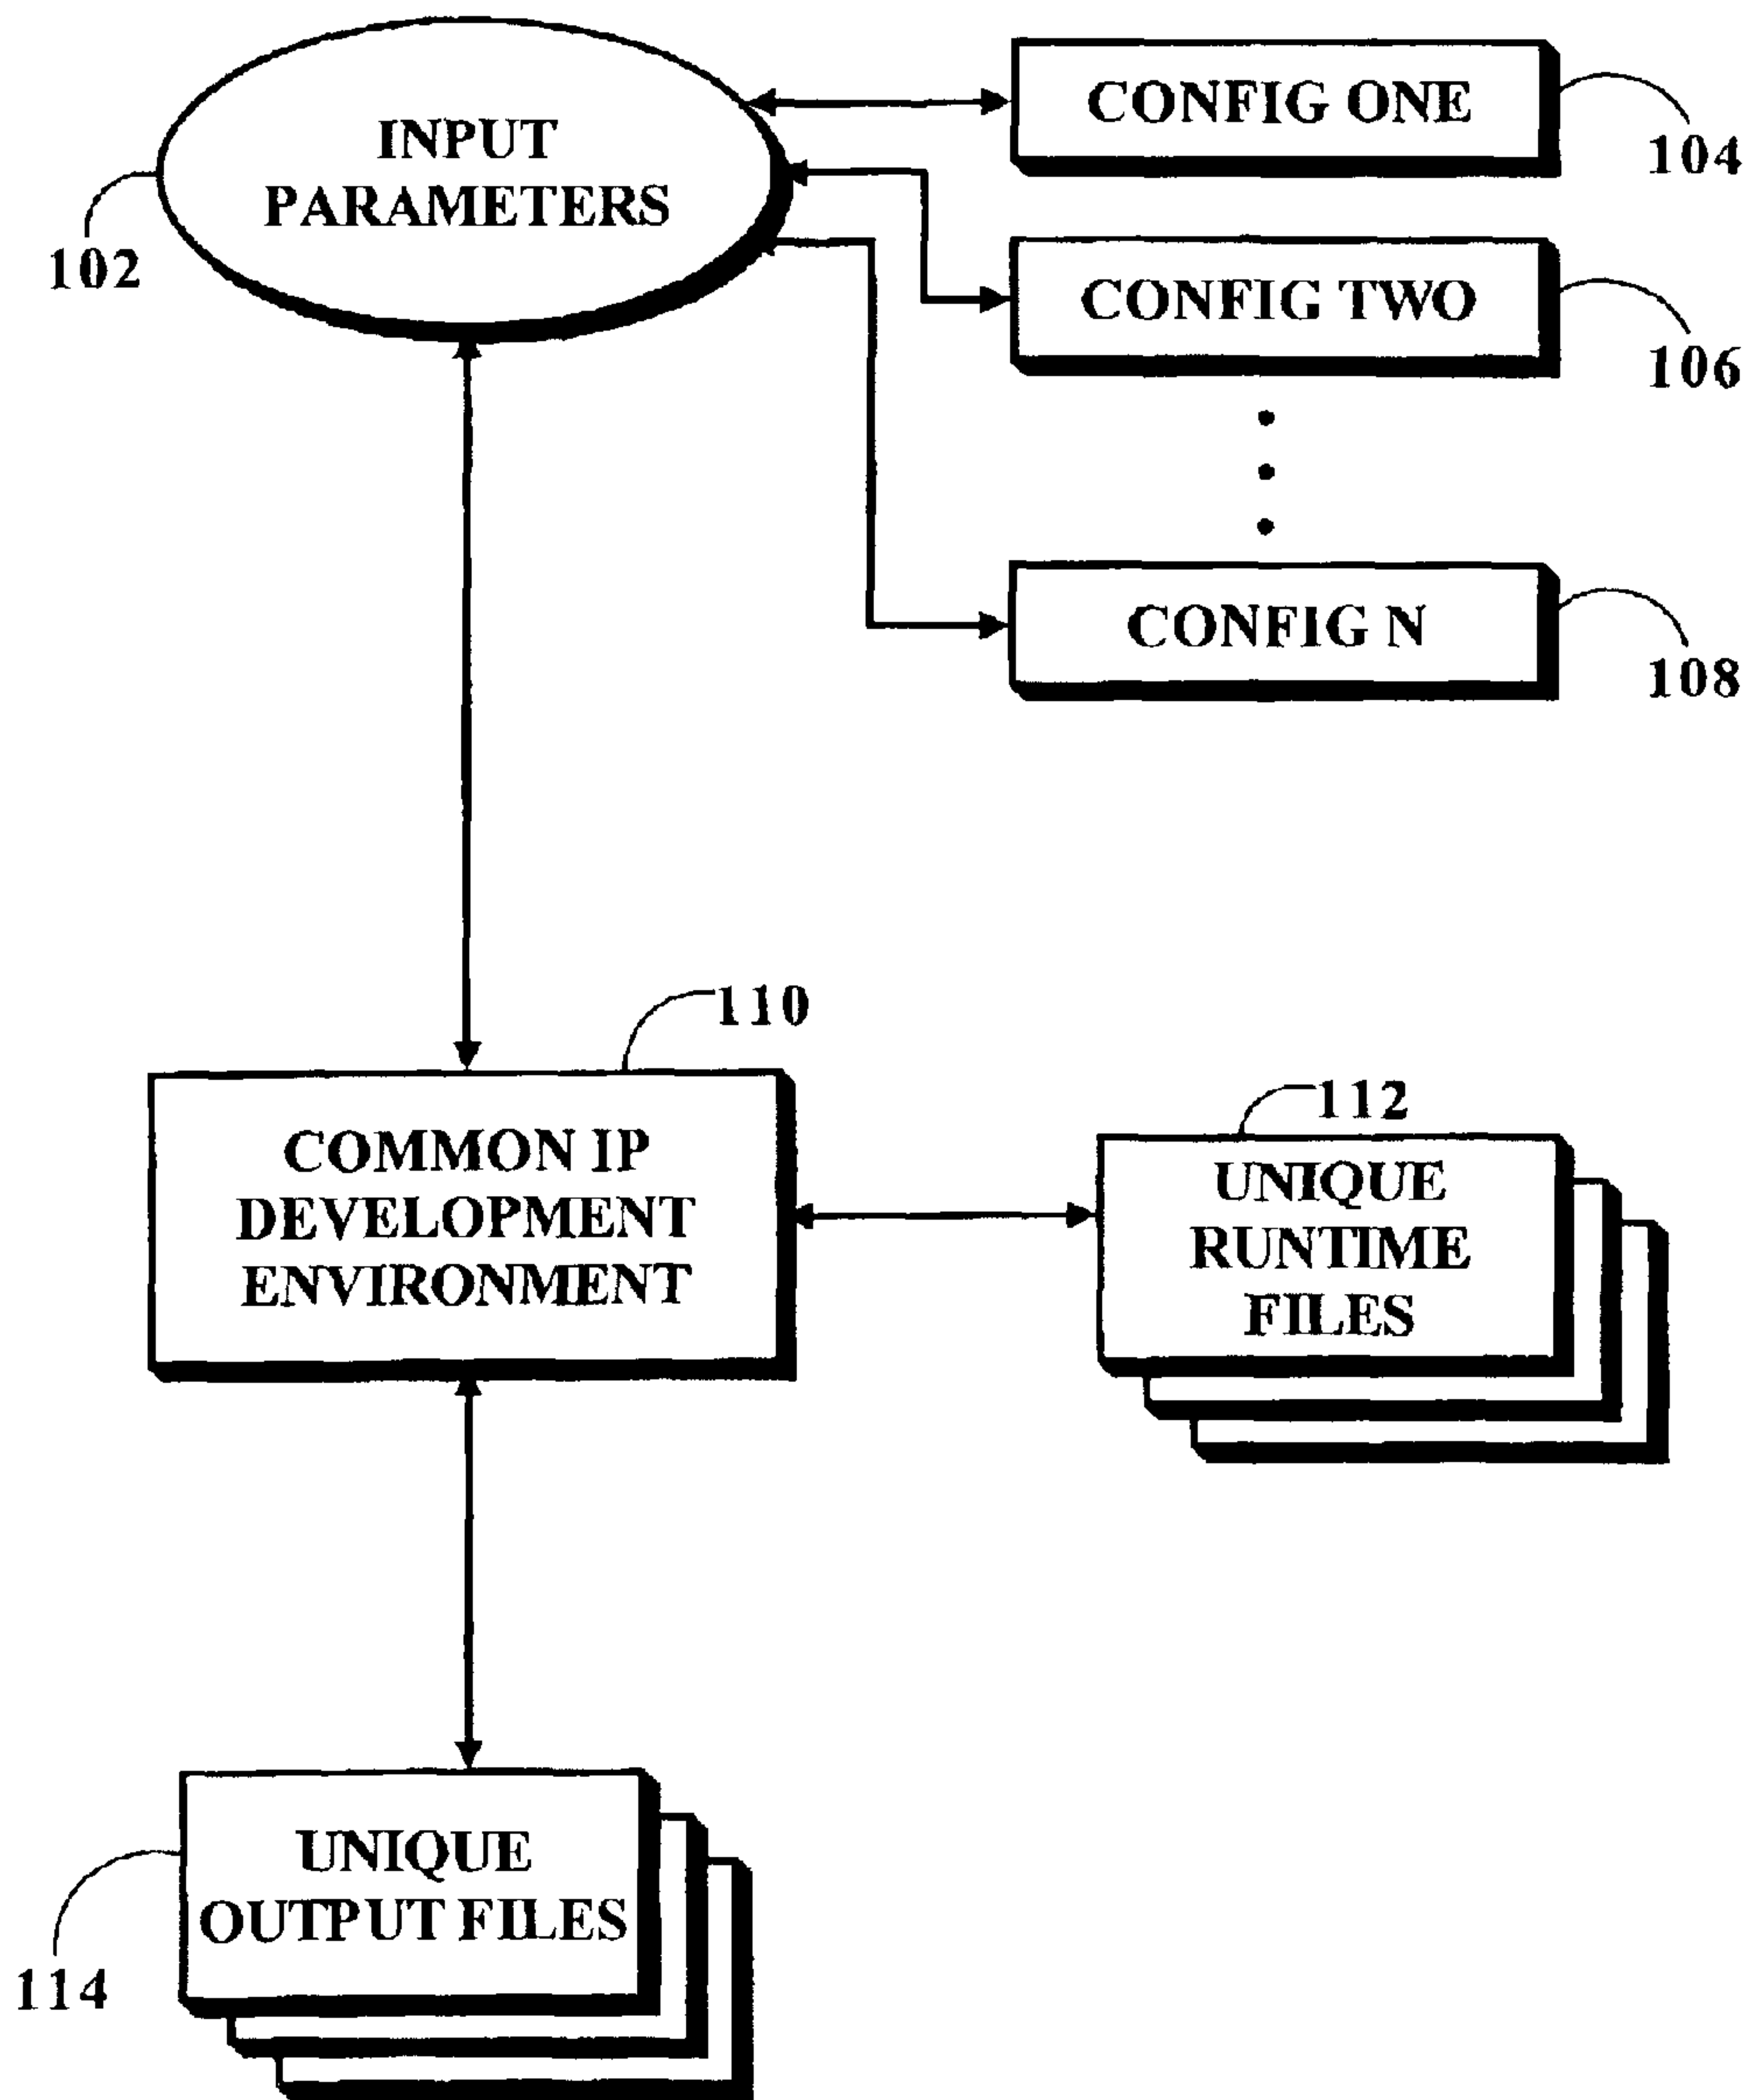 INPUT
PARAMETERS
102
CONFIG ONE
104
CONFIG TWO
106
CONFIG N
108
110
COMMON IP
DEVELOPMENT
ENVIRONMENT
112
UNIQUE
RUNTIME
FILES
UNIQUE
OUTPUT FILES
114